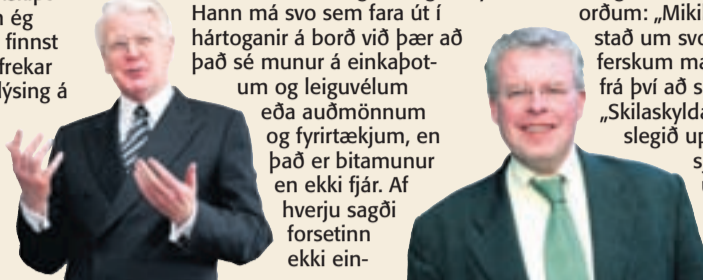 ég
finnst
frekar
lýsing á
Hann má svo sem fara út í
hártoganir á borð við þær að
það sé munur á einkaþot-
um og leiguvélum
eða auðmönnum
og fyrirtækjum, en
það er bitamunur
en ekki fjár. Af
hverju sagði
forsetinn
ekki ein-
orðum: „Mikil
stað um svo
ferskum ma
frá því að s
„Skilaskylda
slegið up